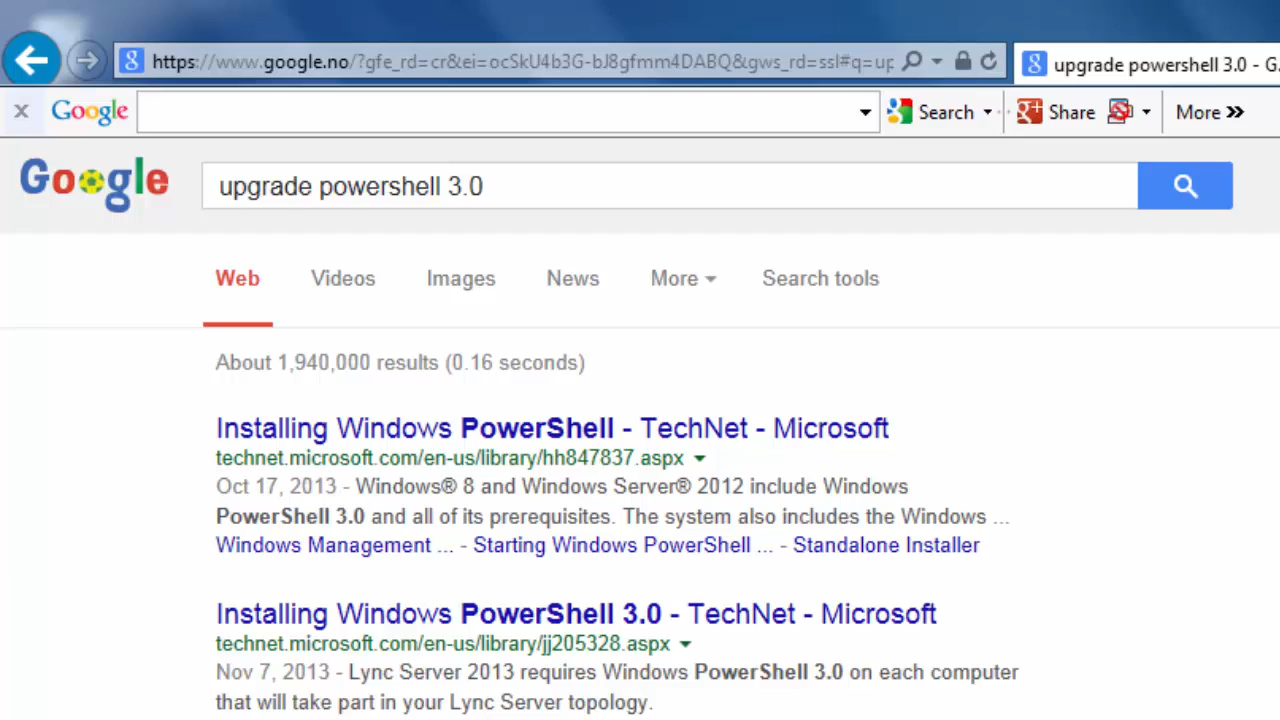 https://www.google.no/?gfe_rd=cr&ei=ocSkU4b3G-bJ8gfmm4DABQ&gws_rd=ssl#q=up
upgrade powershell 3.0 - G.
Google
Search
Share
More
Google
upgrade powershell 3.0
Web Videos Images News More Search tools
About 1,940,000 results (0.16 seconds)
Installing Windows PowerShell - TechNet - Microsoft
technet.microsoft.com/en-us/library/hh847837.aspx
Oct 17, 2013 - Windows® 8 and Windows Server® 2012 include Windows
PowerShell 3.0 and all of its prerequisites. The system also includes the Windows ...
Windows Management ... - Starting Windows PowerShell ... - Standalone Installer
Installing Windows PowerShell 3.0 - TechNet - Microsoft
technet.microsoft.com/en-us/library/jj205328.aspx
Nov 7, 2013 - Lync Server 2013 requires Windows PowerShell 3.0 on each computer
that will take part in your Lync Server topology.